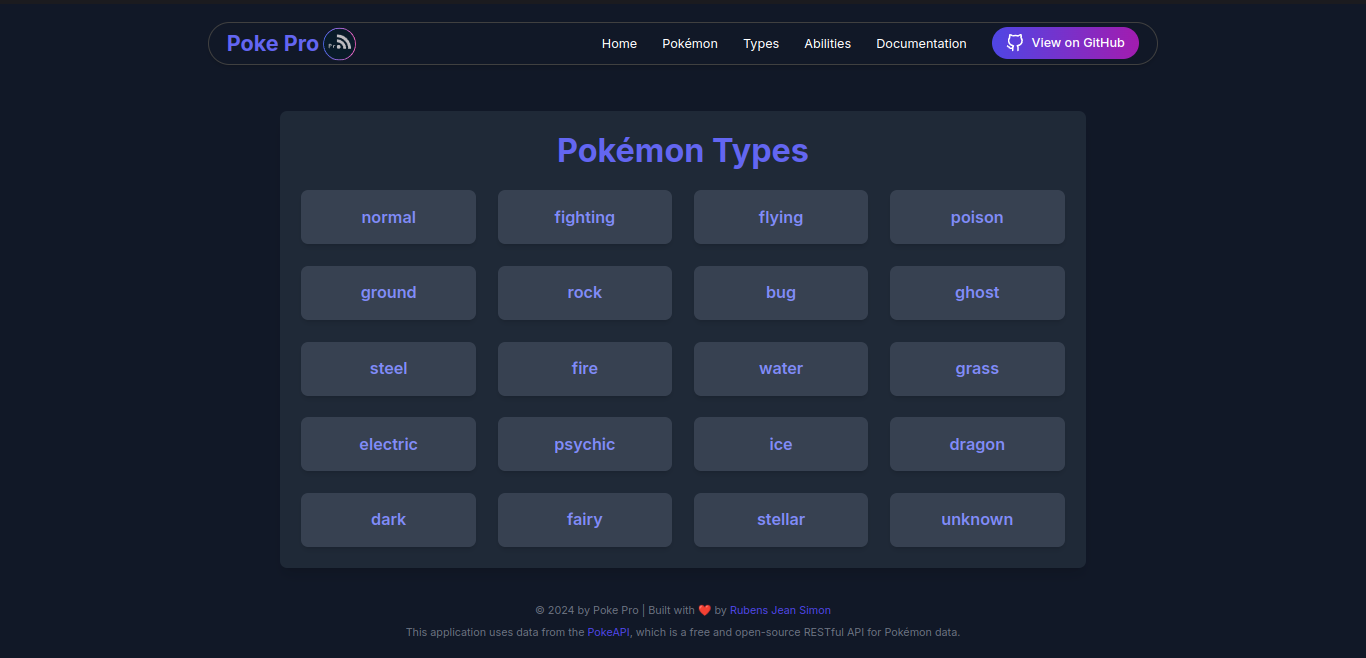 Poke Pro
Home Pokémon Types Abilities Documentation View on GitHub
Pokémon Types
normal fighting flying poison
ground rock bug ghost
steel fire water grass
electric psychic ice dragon
dark fairy stellar unknown
© 2024 by Poke Pro | Built with ❤️ by Rubens Jean Simon
This application uses data from the PokeAPI, which is a free and open-source RESTful API for Pokémon data.